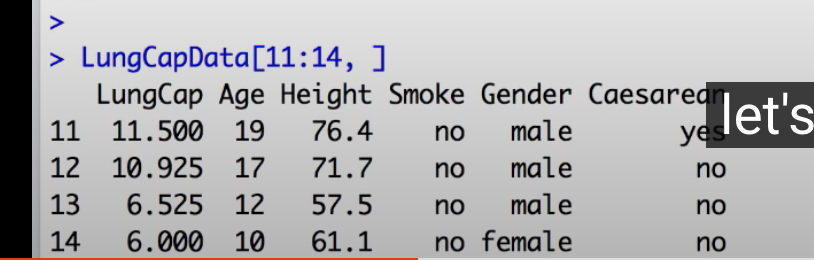 >
> LungCapData[11:14, ]
LungCap Age Height Smoke Gender Caesarean
11 11.500 19 76.4 no male yes
12 10.925 17 71.7 no male no
13 6.525 12 57.5 no male no
14 6.000 10 61.1 no female no
let's